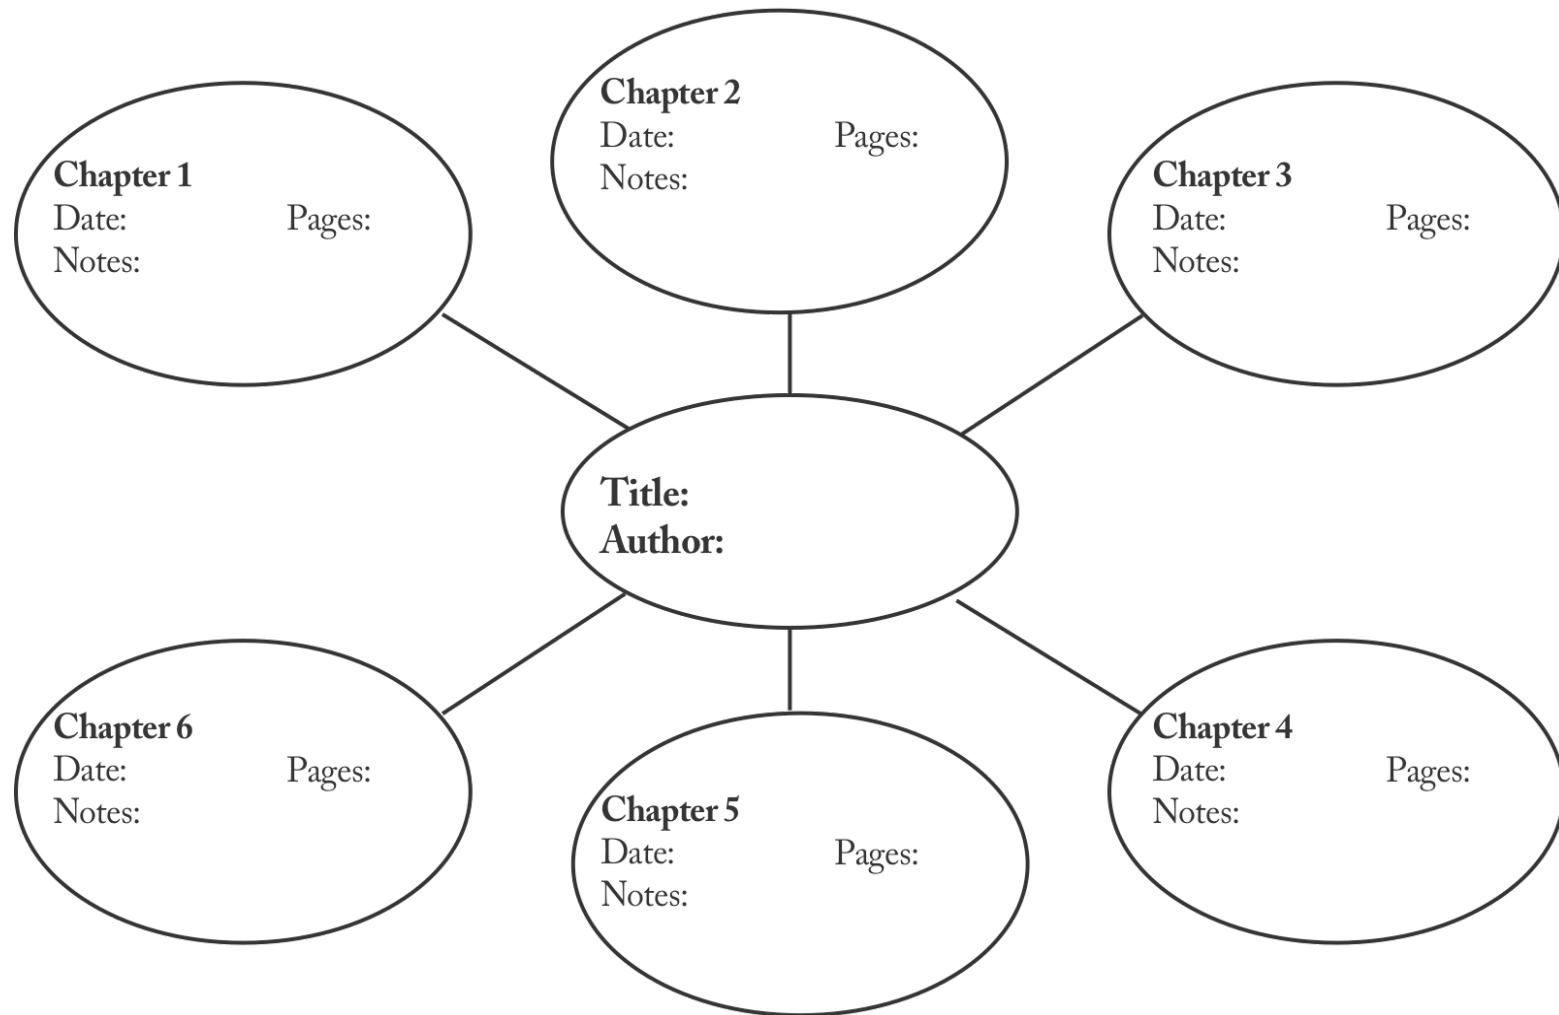 Chapter 1
Date: Pages:
Notes:
Chapter 2
Date: Pages:
Notes:
Chapter 3
Date: Pages:
Notes:
Title:
Author:
Chapter 6
Date: Pages:
Notes:
Chapter 5
Date: Pages:
Notes:
Chapter 4
Date: Pages:
Notes: